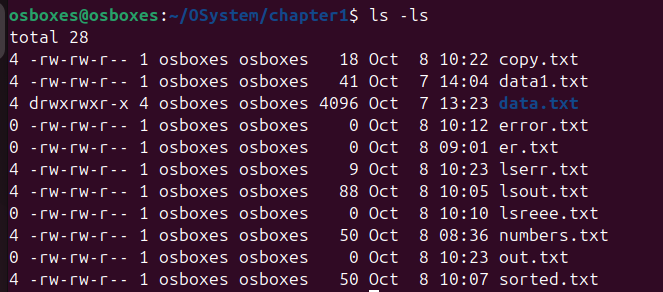 osboxes@osboxes:~/OSystem/chapter1$ ls -ls
total 28
4 -rw-rw-r-- 1 osboxes osboxes   18 Oct  8 10:22 copy.txt
4 -rw-rw-r-- 1 osboxes osboxes   41 Oct  7 14:04 data1.txt
4 drwxrwxr-x 4 osboxes osboxes 4096 Oct  7 13:23 data.txt
0 -rw-rw-r-- 1 osboxes osboxes    0 Oct  8 10:12 error.txt
0 -rw-rw-r-- 1 osboxes osboxes    0 Oct  8 09:01 er.txt
4 -rw-rw-r-- 1 osboxes osboxes    9 Oct  8 10:23 lserr.txt
4 -rw-rw-r-- 1 osboxes osboxes   88 Oct  8 10:05 lsout.txt
0 -rw-rw-r-- 1 osboxes osboxes    0 Oct  8 10:10 lsreee.txt
4 -rw-rw-r-- 1 osboxes osboxes   50 Oct  8 08:36 numbers.txt
0 -rw-rw-r-- 1 osboxes osboxes    0 Oct  8 10:23 out.txt
4 -rw-rw-r-- 1 osboxes osboxes   50 Oct  8 10:07 sorted.txt